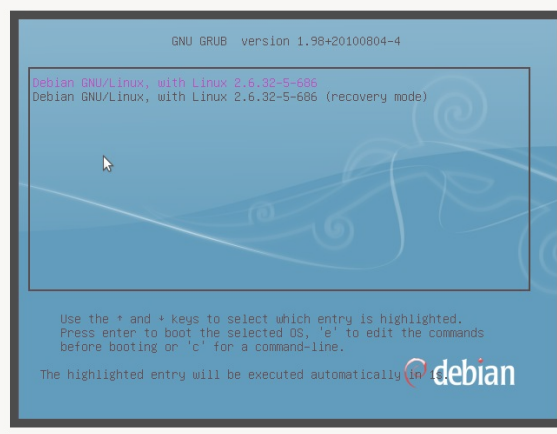 GNU GRUB version 1.98+20100804-4
Debian GNU/Linux, with Linux 2.6.32-5-686
Debian GNU/Linux, with Linux 2.6.32-5-686 (recovery mode)
Use the ↑ and ↓ keys to select which entry is highlighted.
Press enter to boot the selected OS, 'e' to edit the commands
before booting or 'c' for a command-line.
The highlighted entry will be executed automatically in 1s.
debian